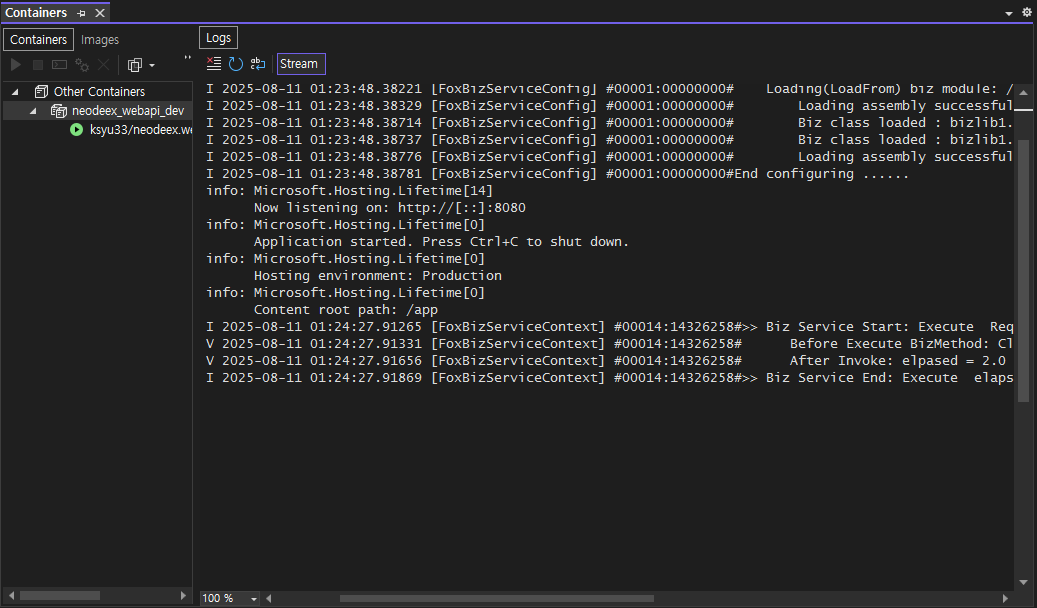 Containers
Containers Images
Logs
Stream
Other Containers
neodeex_webapi_dev
ksyu33/neodeex.we
I 2025-08-11 01:23:48.38221 [FoxBizServiceConfig] #00001:00000000#    Loading(LoadFrom) biz module: /
I 2025-08-11 01:23:48.38329 [FoxBizServiceConfig] #00001:00000000#        Loading assembly successful
I 2025-08-11 01:23:48.38714 [FoxBizServiceConfig] #00001:00000000#        Biz class loaded : bizlib1.
I 2025-08-11 01:23:48.38737 [FoxBizServiceConfig] #00001:00000000#        Biz class loaded : bizlib1.
I 2025-08-11 01:23:48.38776 [FoxBizServiceConfig] #00001:00000000#        Loading assembly successful
I 2025-08-11 01:23:48.38781 [FoxBizServiceConfig] #00001:00000000#End configuring ......
info: Microsoft.Hosting.Lifetime[14]
      Now listening on: http://[::]:8080
info: Microsoft.Hosting.Lifetime[0]
      Application started. Press Ctrl+C to shut down.
info: Microsoft.Hosting.Lifetime[0]
      Hosting environment: Production
info: Microsoft.Hosting.Lifetime[0]
      Content root path: /app
I 2025-08-11 01:24:27.91265 [FoxBizServiceContext] #00014:14326258#>> Biz Service Start: Execute  Req
V 2025-08-11 01:24:27.91331 [FoxBizServiceContext] #00014:14326258#      Before Execute BizMethod: Cl
V 2025-08-11 01:24:27.91656 [FoxBizServiceContext] #00014:14326258#      After Invoke: elpased = 2.0
I 2025-08-11 01:24:27.91869 [FoxBizServiceContext] #00014:14326258#>> Biz Service End: Execute  elaps
100 %